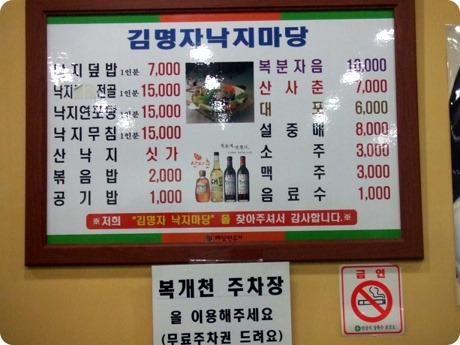 김명자낙지마당
낙지덮밥 1인분 7,000
낙지 전골 1인분 15,000
낙지연포탕 1인분 15,000
낙지무침 1인분 15,000
산낙지 싯가
볶음밥 2,000
공기밥 1,000
복분자음 10,000
산사춘 7,000
대포 6,000
설중매 8,000
소주 3,000
맥주 3,000
음료수 1,000
※저희 "김명자 낙지마당"을 찾아주셔서 감사합니다.※
복개천 주차장
을 이용해주세요
(무료주차권 드려요)
금연